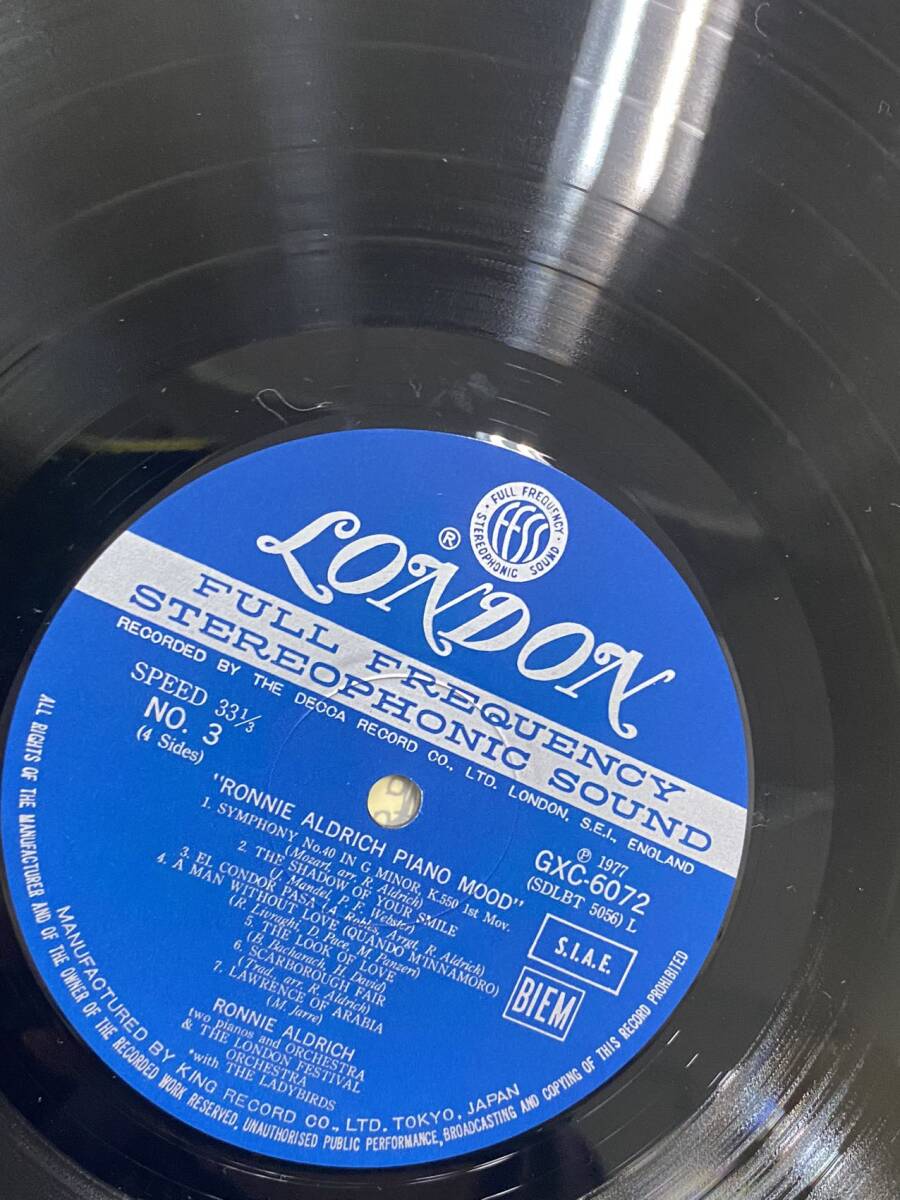 · FULL FREQUENCY ·
STEREOPHONIC SOUND
FFSS
LONDON
®
FULL FREQUENCY
STEREOPHONIC SOUND
RECORDED BY THE DECCA RECORD CO., LTD. LONDON, S.E.I., ENGLAND
SPEED 33⅓
NO. 3
(4 Sides)
Ⓟ 1977
GXC-6072
(SDLBT 5056) L
S.I.A.E.
BIEM
"RONNIE ALDRICH PIANO MOOD"
1. SYMPHONY No.40 IN G MINOR, K.550 1st Mov.
(Mozart, arr. R. Aldrich)
2. THE SHADOW OF YOUR SMILE
(J. Mandel, P. F. Webster)
3. EL CONDOR PASA (A. Robles, Arrgt. R. Aldrich)
4. A MAN WITHOUT LOVE (QUANDO M'INNAMORO)
(R. Livraghi, D. Pace, M. Panzeri)
5. THE LOOK OF LOVE
(B. Bacharach, H. David)
6. SCARBOROUGH FAIR
(Trad., arr. R. Aldrich)
7. LAWRENCE OF ARABIA
(M. Jarre)
RONNIE ALDRICH
two pianos and ORCHESTRA
& THE LONDON FESTIVAL
ORCHESTRA
*with THE LADYBIRDS
MANUFACTURED BY KING RECORD CO., LTD. TOKYO, JAPAN
ALL RIGHTS OF THE MANUFACTURER AND OF THE OWNER OF THE RECORDED WORK RESERVED, UNAUTHORISED PUBLIC PERFORMANCE, BROADCASTING AND COPYING OF THIS RECORD PROHIBITED